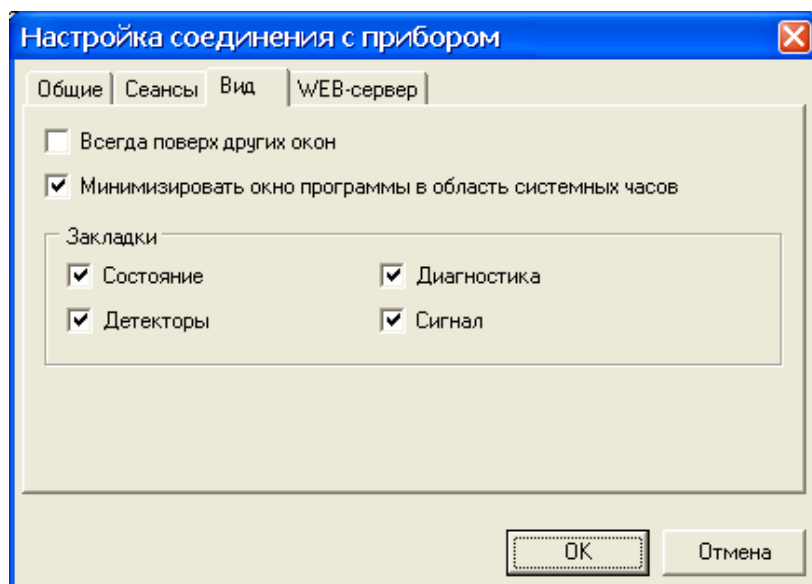 Настройка соединения с прибором
Общие Сеансы Вид WEB-сервер
Всегда поверх других окон
Минимизировать окно программы в область системных часов
Закладки
Состояние Диагностика
Детекторы Сигнал
OK Отмена